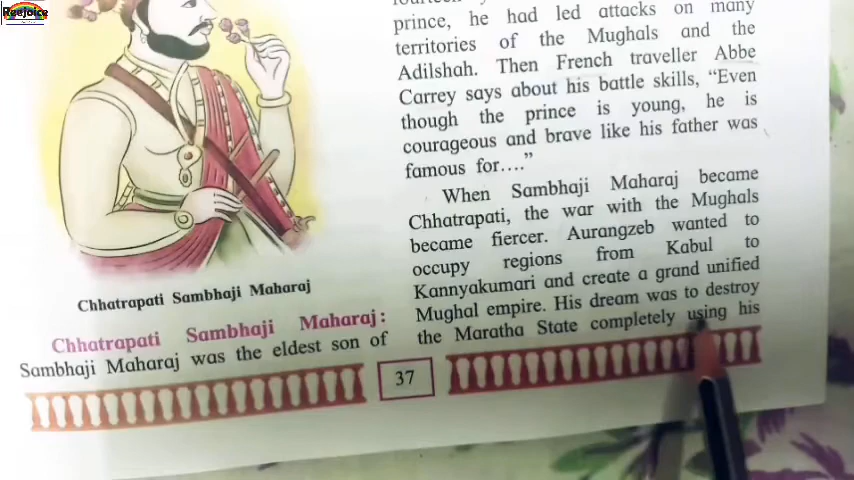 Reejoice
Chhatrapati Sambhaji Maharaj
Chhatrapati Sambhaji Maharaj:
Sambhaji Maharaj was the eldest son of
prince, he had led attacks on many
territories of the Mughals and the
Adilshah. Then French traveller Abbe
Carrey says about his battle skills, “Even
though the prince is young, he is
courageous and brave like his father was
famous for....”
When Sambhaji Maharaj became
Chhatrapati, the war with the Mughals
became fiercer. Aurangzeb wanted to
occupy regions from Kabul to
Kannyakumari and create a grand unified
Mughal empire. His dream was to destroy
the Maratha State completely using his
37